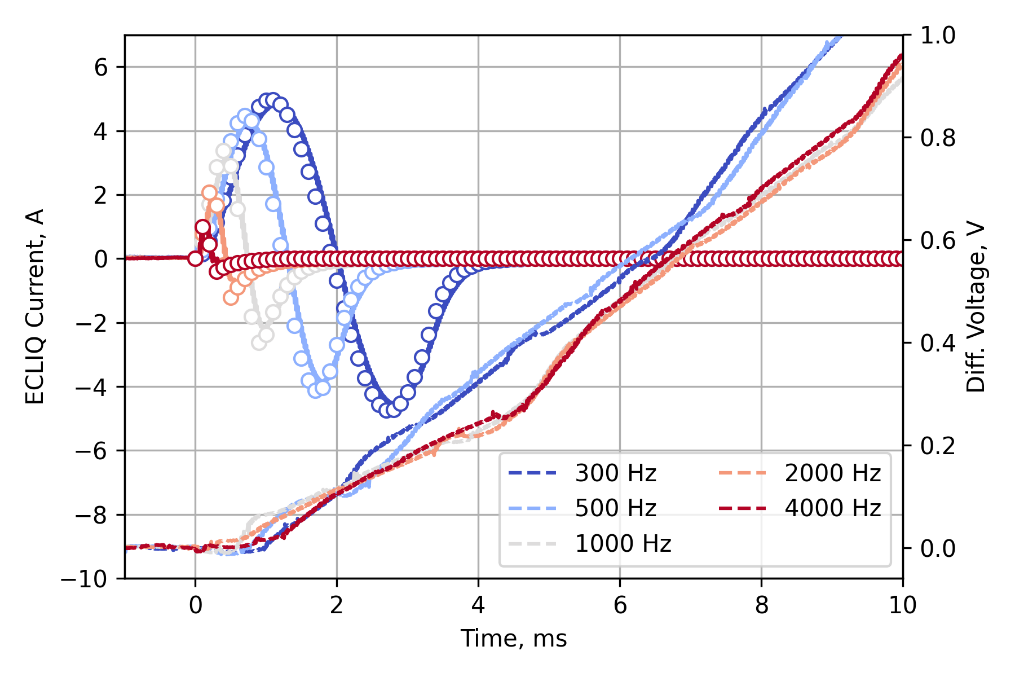 6
4
2
0
−2
−4
−6
−8
−10
ECLIQ Current, A
1.0
0.8
0.6
0.4
0.2
0.0
Diff. Voltage, V
300 Hz
500 Hz
1000 Hz
2000 Hz
4000 Hz
0 2 4 6 8 10
Time, ms